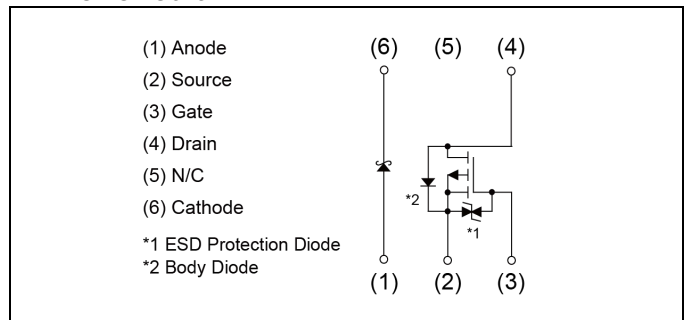 (1) Anode
(2) Source
(3) Gate
(4) Drain
(5) N/C
(6) Cathode
*1 ESD Protection Diode
*2 Body Diode
(6) (5) (4)
*2
*1
(1) (2) (3)